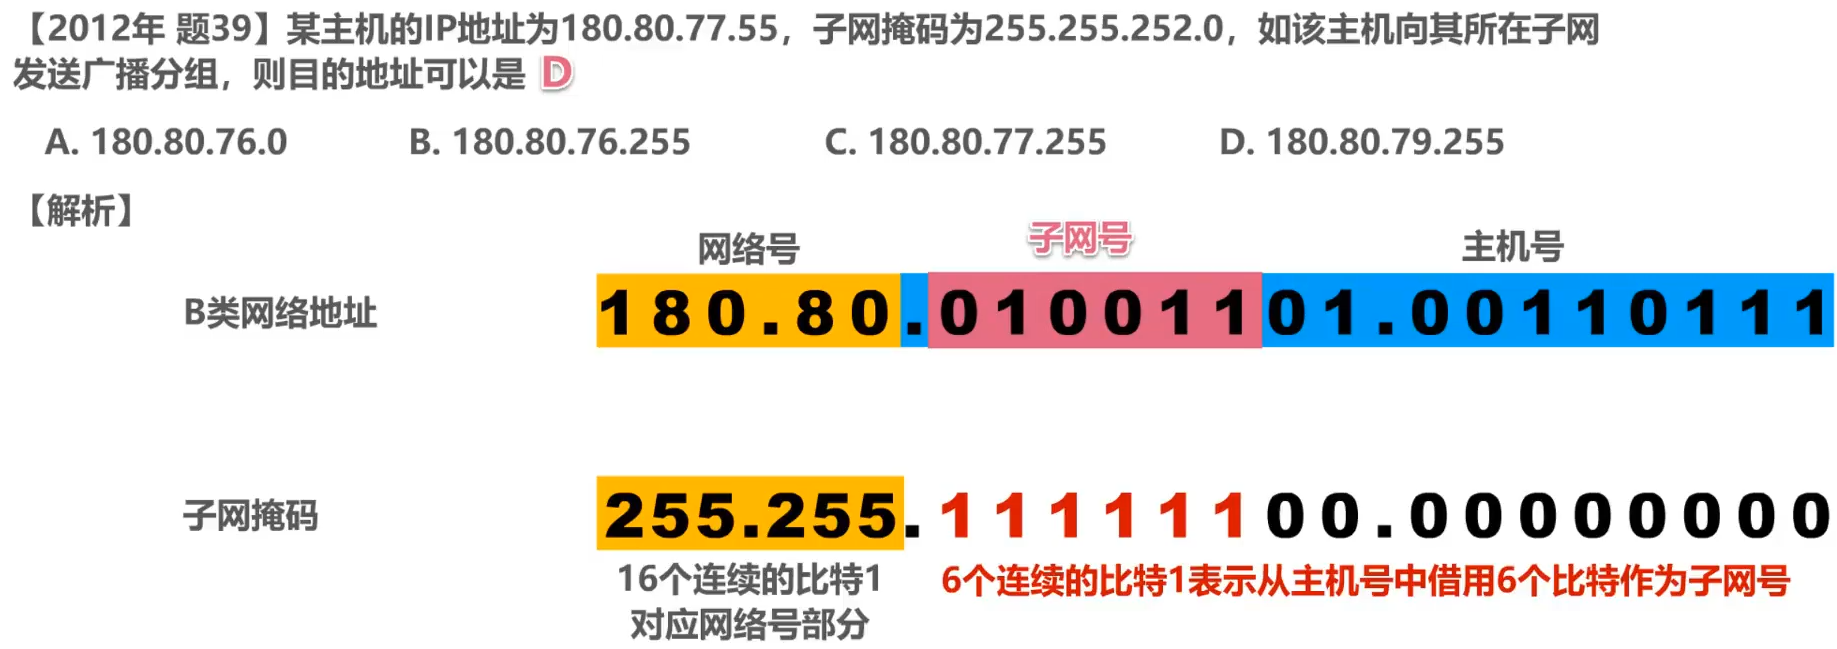 【2012年 题39】某主机的IP地址为180.80.77.55，子网掩码为255.255.252.0，如该主机向其所在子网
发送广播分组，则目的地址可以是 D
A. 180.80.76.0 B. 180.80.76.255 C. 180.80.77.255 D. 180.80.79.255
【解析】
网络号 子网号 主机号
B类网络地址 180.80.01001101.00110111
子网掩码 255.255.11111100.00000000
16个连续的比特1 6个连续的比特1表示从主机号中借用6个比特作为子网号
对应网络号部分